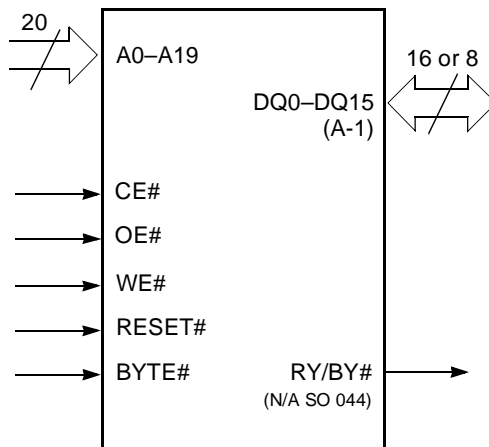 20
A0–A19
16 or 8
DQ0–DQ15
(A-1)
CE#
OE#
WE#
RESET#
BYTE#
RY/BY#
(N/A SO 044)